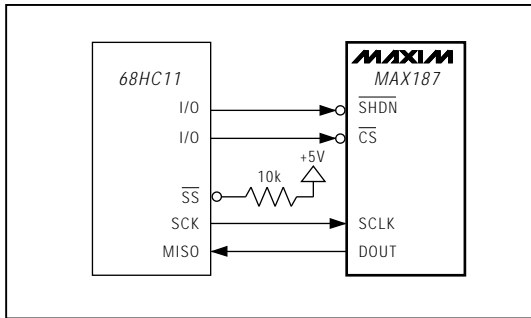 MAXIM
68HC11 MAX187
I/O SHDN
I/O CS
+5V
10k
SS
SCK SCLK
MISO DOUT